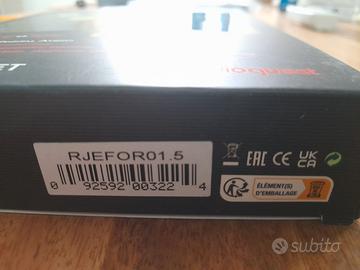 RJEFOR01.5
0 92592 00322 4
EAC CE UK CA
ÉLÉMENT(S)
D'EMBALLAGE
subito